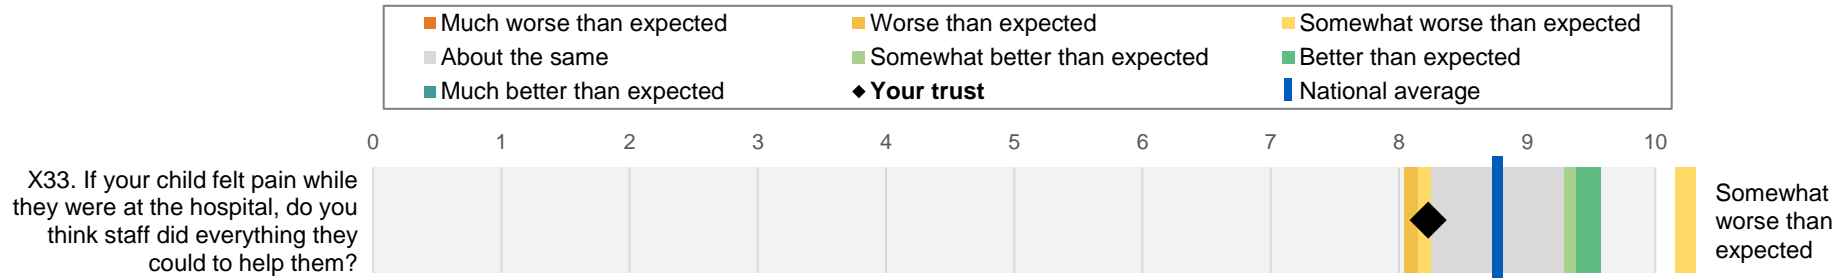 Much worse than expected
Worse than expected
Somewhat worse than expected
About the same
Somewhat better than expected
Better than expected
Much better than expected
Your trust
National average
0 1 2 3 4 5 6 7 8 9 10
X33. If your child felt pain while
they were at the hospital, do you
think staff did everything they
could to help them?
Somewhat
worse than
expected